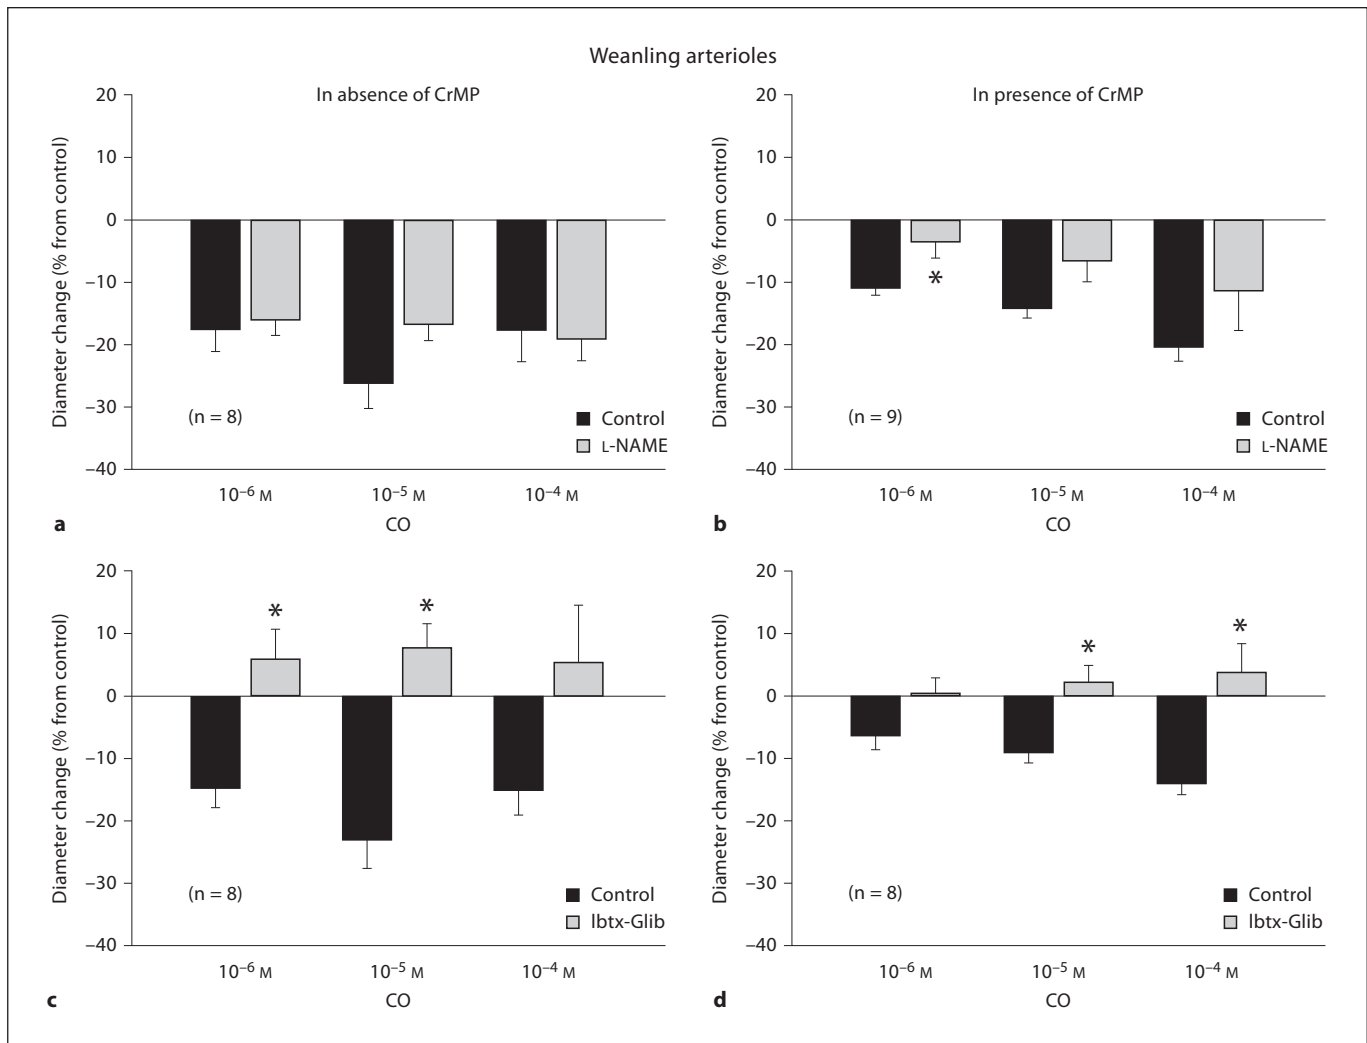 Weanling arterioles
In absence of CrMP
Diameter change (% from control)
20
10
0
–10
–20
–30
–40
(n = 8)
Control
L-NAME
10⁻⁶ M 10⁻⁵ M 10⁻⁴ M
CO
a
In presence of CrMP
Diameter change (% from control)
20
10
0
–10
–20
–30
–40
*
(n = 9)
Control
L-NAME
10⁻⁶ M 10⁻⁵ M 10⁻⁴ M
CO
b
Diameter change (% from control)
20
10
0
–10
–20
–30
–40
* *
(n = 8)
Control
lbtx-Glib
10⁻⁶ M 10⁻⁵ M 10⁻⁴ M
CO
c
Diameter change (% from control)
20
10
0
–10
–20
–30
–40
* *
(n = 8)
Control
lbtx-Glib
10⁻⁶ M 10⁻⁵ M 10⁻⁴ M
CO
d